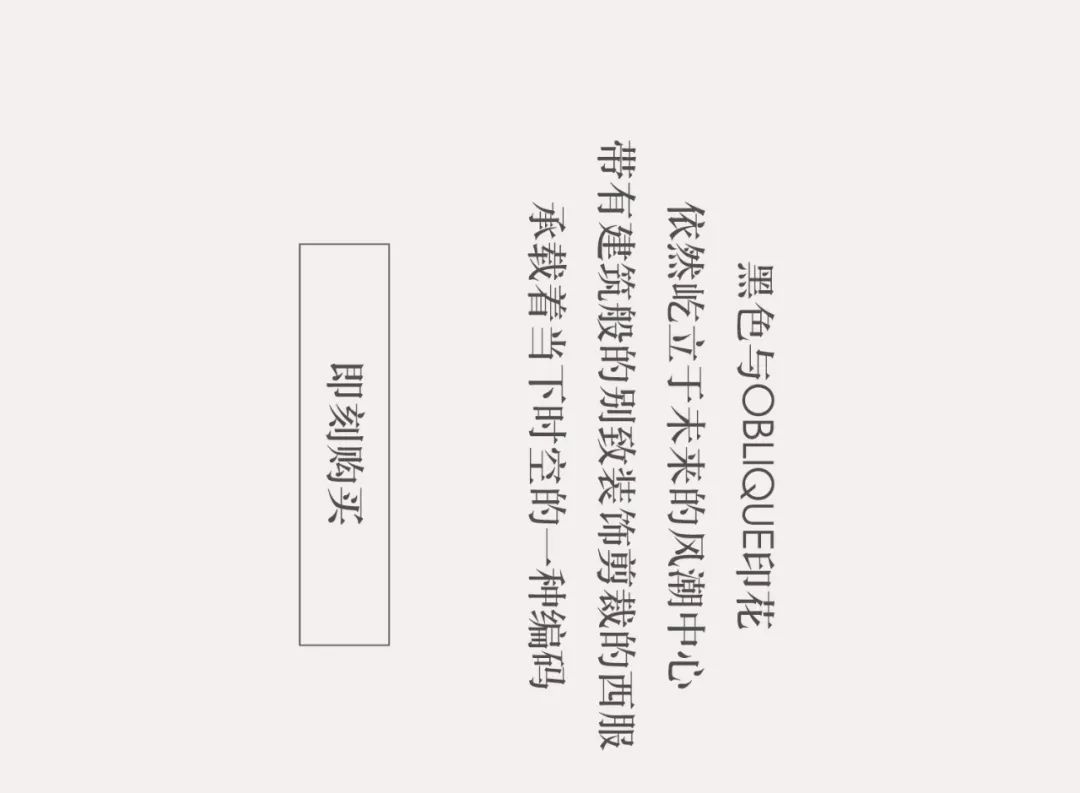 黑色与OBLIQUE印花
依然屹立于未来的风潮中心
带有建筑般的别致装饰剪裁的西服
承载着当下时空的一种编码
即刻购买